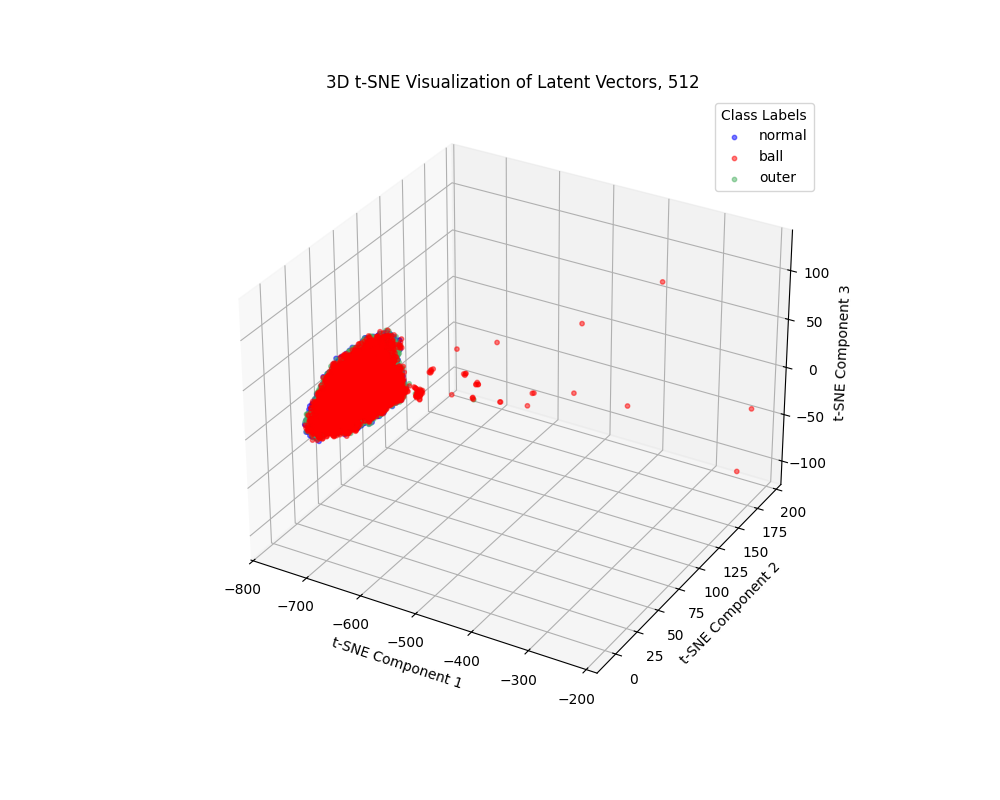 3D t-SNE Visualization of Latent Vectors, 512
Class Labels
normal
ball
outer
100
50
0
−50
−100
t-SNE Component 3
200
175
150
125
100
75
50
25
0
t-SNE Component 2
−800
−700
−600
−500
−400
−300
−200
t-SNE Component 1